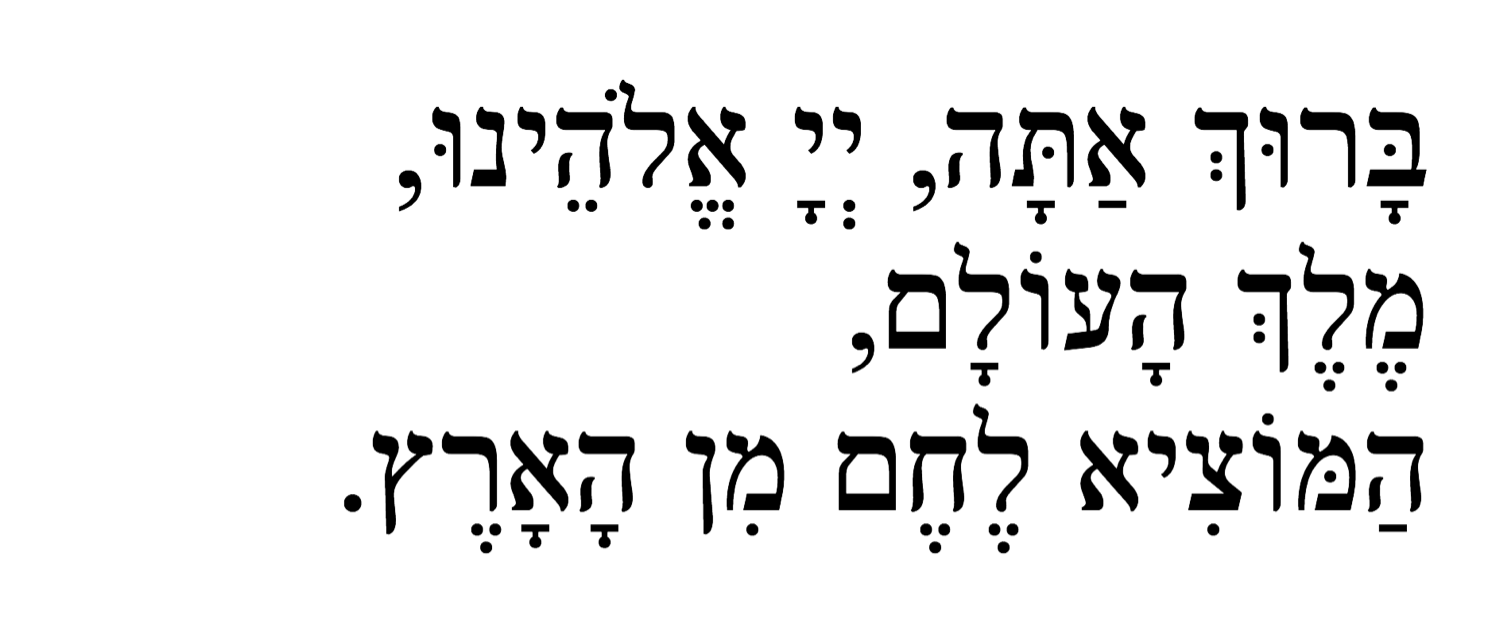 בָּרוּךְ אַתָּה, יְיָ אֱלֹהֵינוּ,
מֶלֶךְ הָעוֹלָם,
הַמּוֹצִיא לֶחֶם מִן הָאָרֶץ.